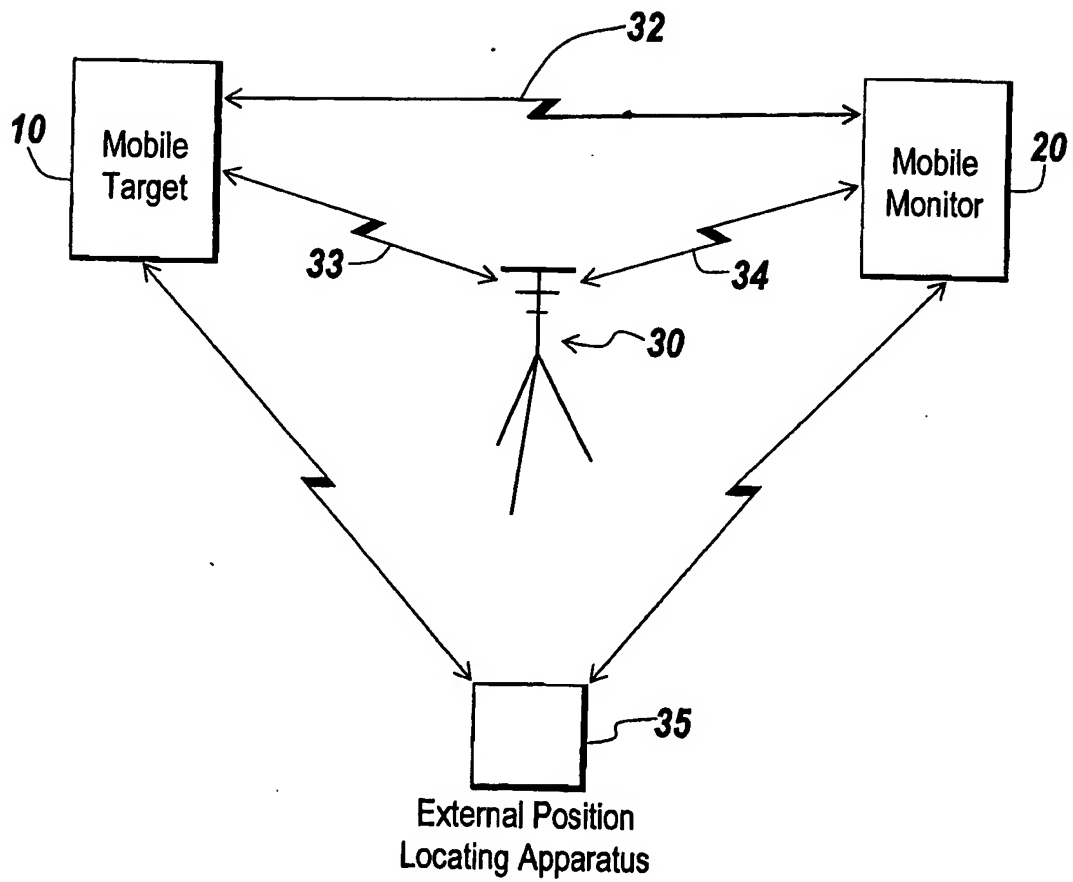 32
10
Mobile
Target
Mobile
Monitor
20
33
34
30
35
External Position
Locating Apparatus